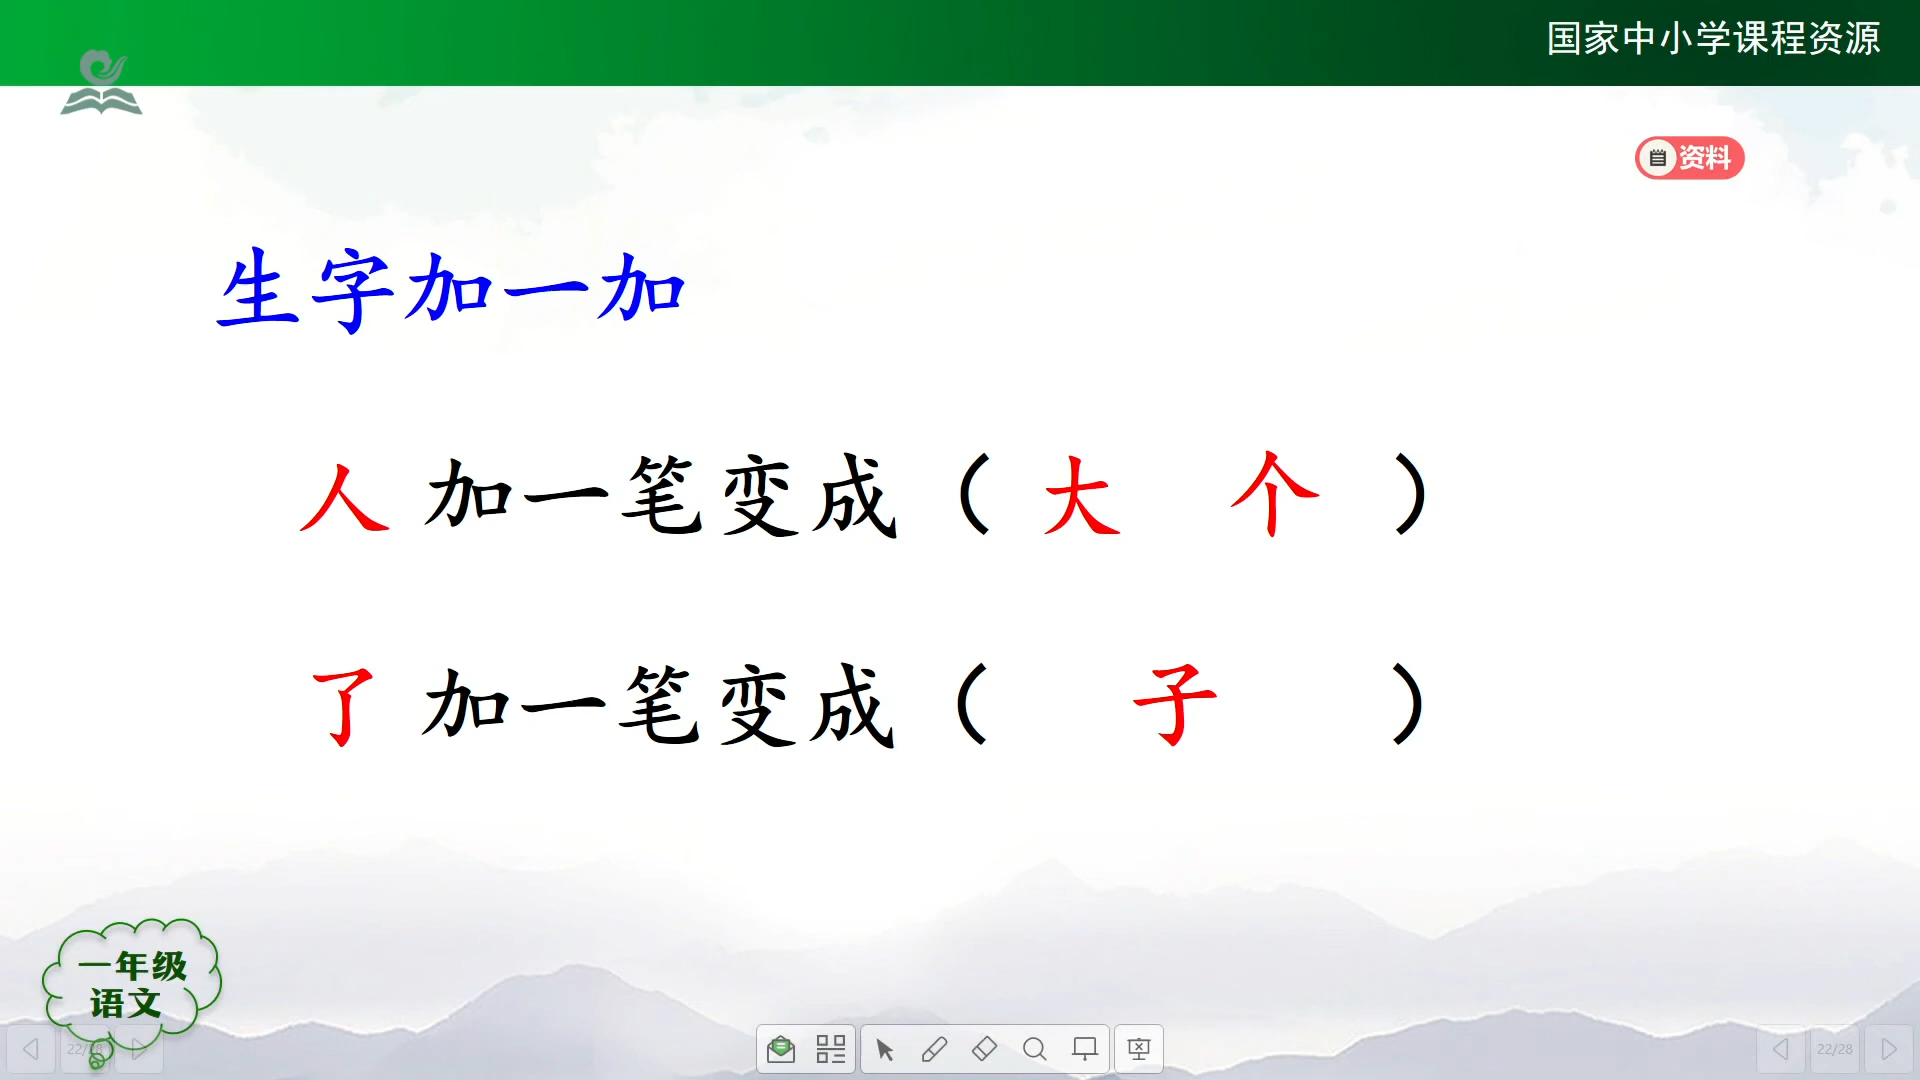 国家中小学课程资源
资料
生字加一加
人 加一笔变成（ 大 个 ）
了 加一笔变成（ 子 ）
一年级
语文
22/28
22/28